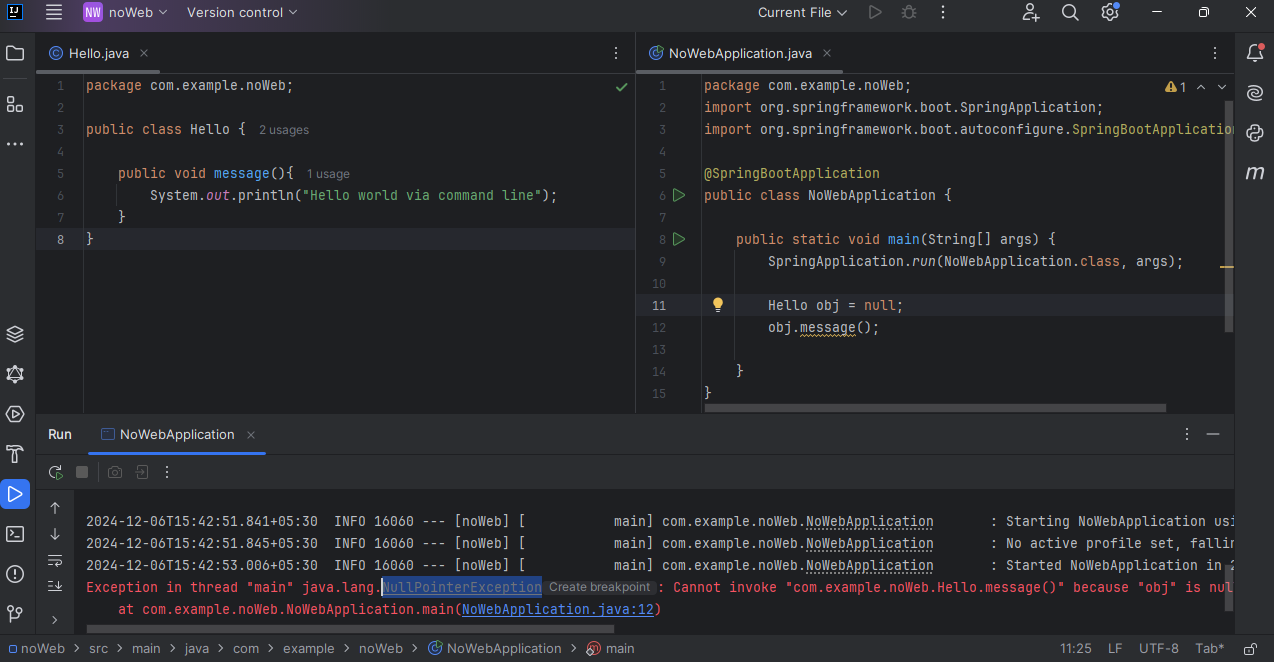 IJ
NW noWeb Version control Current File
Hello.java
1 package com.example.noWeb;
2
3 public class Hello { 2 usages
4
5 public void message(){ 1 usage
6 System.out.println("Hello world via command line");
7 }
8 }
NoWebApplication.java
1 package com.example.noWeb; 1
2 import org.springframework.boot.SpringApplication;
3 import org.springframework.boot.autoconfigure.SpringBootApplicatio
4
5 @SpringBootApplication
6 public class NoWebApplication {
7
8 public static void main(String[] args) {
9 SpringApplication.run(NoWebApplication.class, args);
10
11 Hello obj = null;
12 obj.message();
13
14 }
15 }
m
Run NoWebApplication
2024-12-06T15:42:51.841+05:30 INFO 16060 --- [noWeb] [ main] com.example.noWeb.NoWebApplication : Starting NoWebApplication usi
2024-12-06T15:42:51.845+05:30 INFO 16060 --- [noWeb] [ main] com.example.noWeb.NoWebApplication : No active profile set, fallin
2024-12-06T15:42:53.006+05:30 INFO 16060 --- [noWeb] [ main] com.example.noWeb.NoWebApplication : Started NoWebApplication in 2
Exception in thread "main" java.lang.NullPointerException Create breakpoint : Cannot invoke "com.example.noWeb.Hello.message()" because "obj" is nul
at com.example.noWeb.NoWebApplication.main(NoWebApplication.java:12)
noWeb > src > main > java > com > example > noWeb > NoWebApplication > main 11:25 LF UTF-8 Tab*